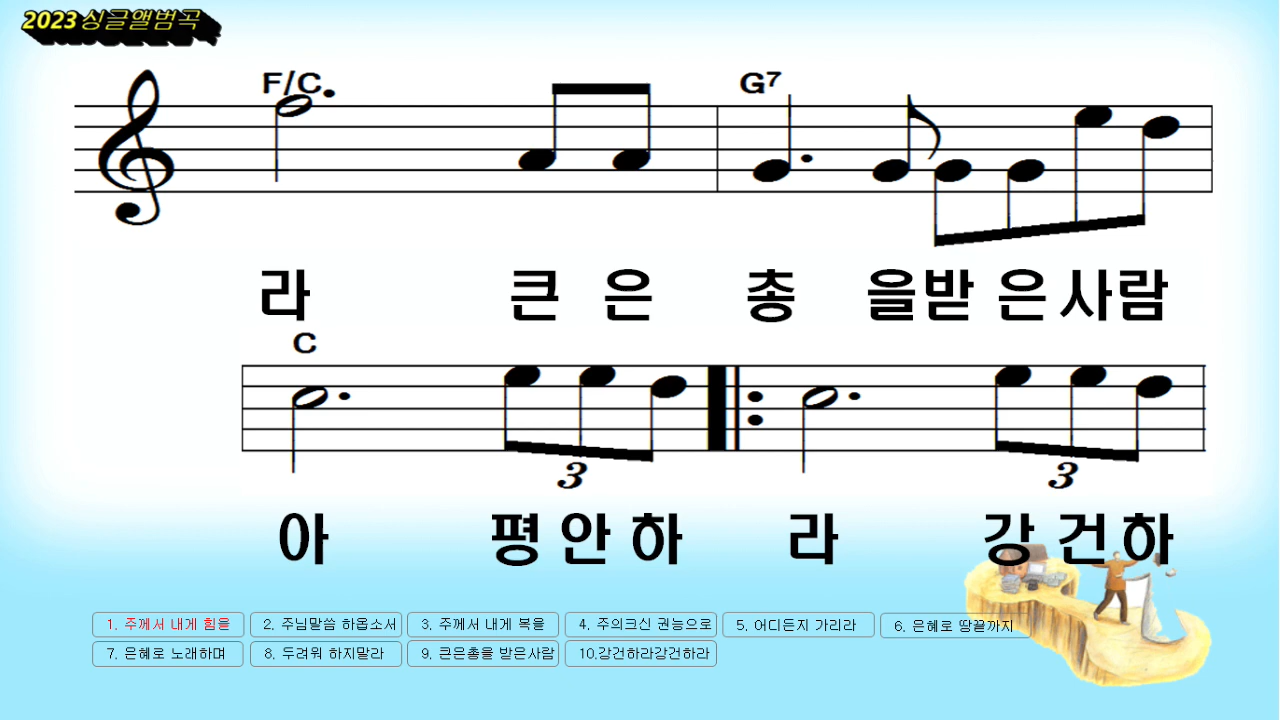 2023 싱글앨범곡
F/C G7
라 큰 은 총 을받 은 사람
C
3 3
아 평 안 하 라 강 건 하
1. 주께서 내게 힘을 2. 주님말씀 하옵소서 3. 주께서 내게 복을 4. 주의크신 권능으로 5. 어디든지 가리라 6. 은혜로 땅끝까지
7. 은혜로 노래하며 8. 두려워 하지말라 9. 큰은총을 받은사람 10.강건하라강건하라